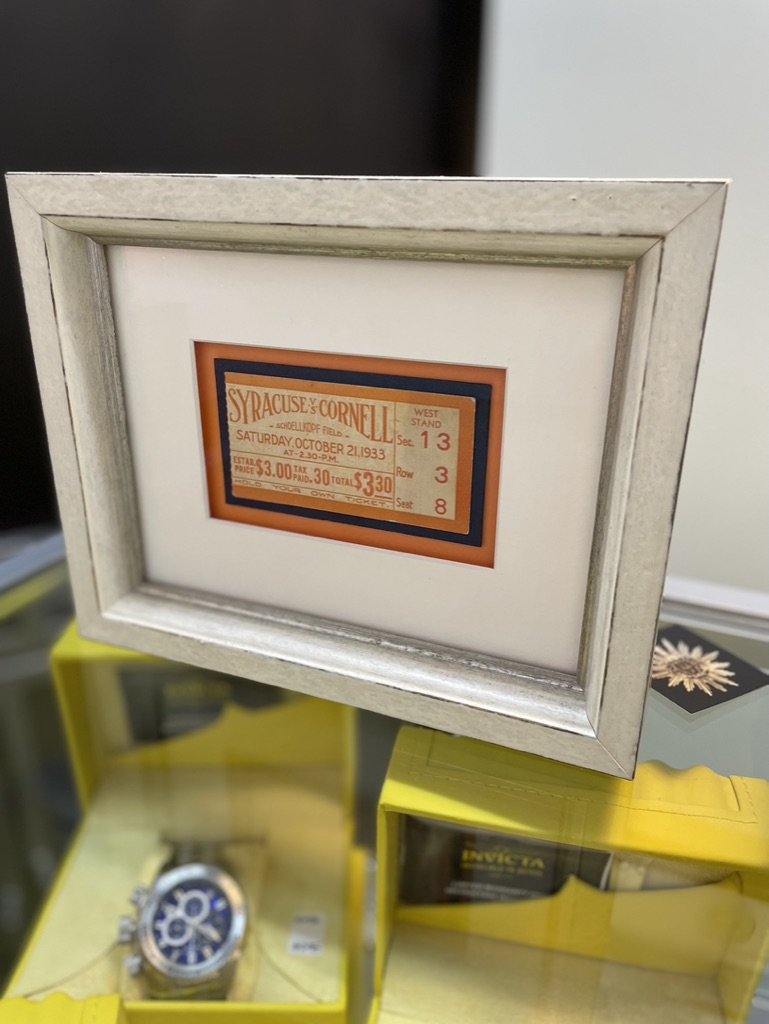 SYRACUSE VS CORNELL
SCHOELLKOPF FIELD
SATURDAY, OCTOBER 21, 1933
AT-2.30-P.M.
ESTAB. PRICE $3.00 TAX PAID .30 TOTAL $3.30
HOLD YOUR OWN TICKET.
WEST STAND
Sec. 13
Row 3
Seat 8
INVICTA